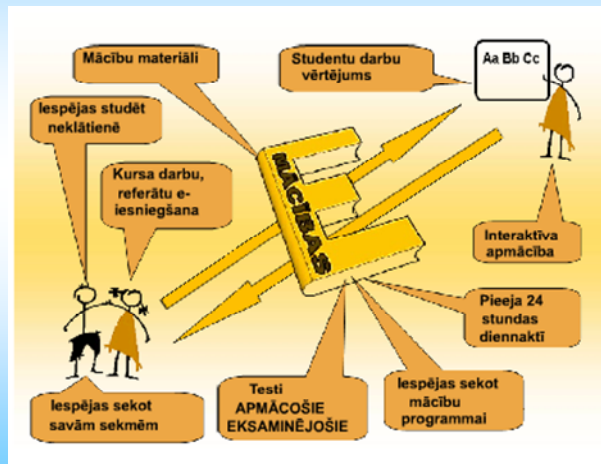 Mācību materiāli
Studentu darbu
vērtējums
Aa Bb Cc
Iespējas studēt
neklātienē
Kursa darbu,
referātu e-
iesniegšana
MĀCĪBAS
Interaktīva
apmācība
Pieeja 24
stundas
diennaktī
Iespējas sekot
savām sekmēm
Testi
APMĀCOŠIE
EKSAMINĒJOŠIE
Iespējas sekot
mācību
programmai